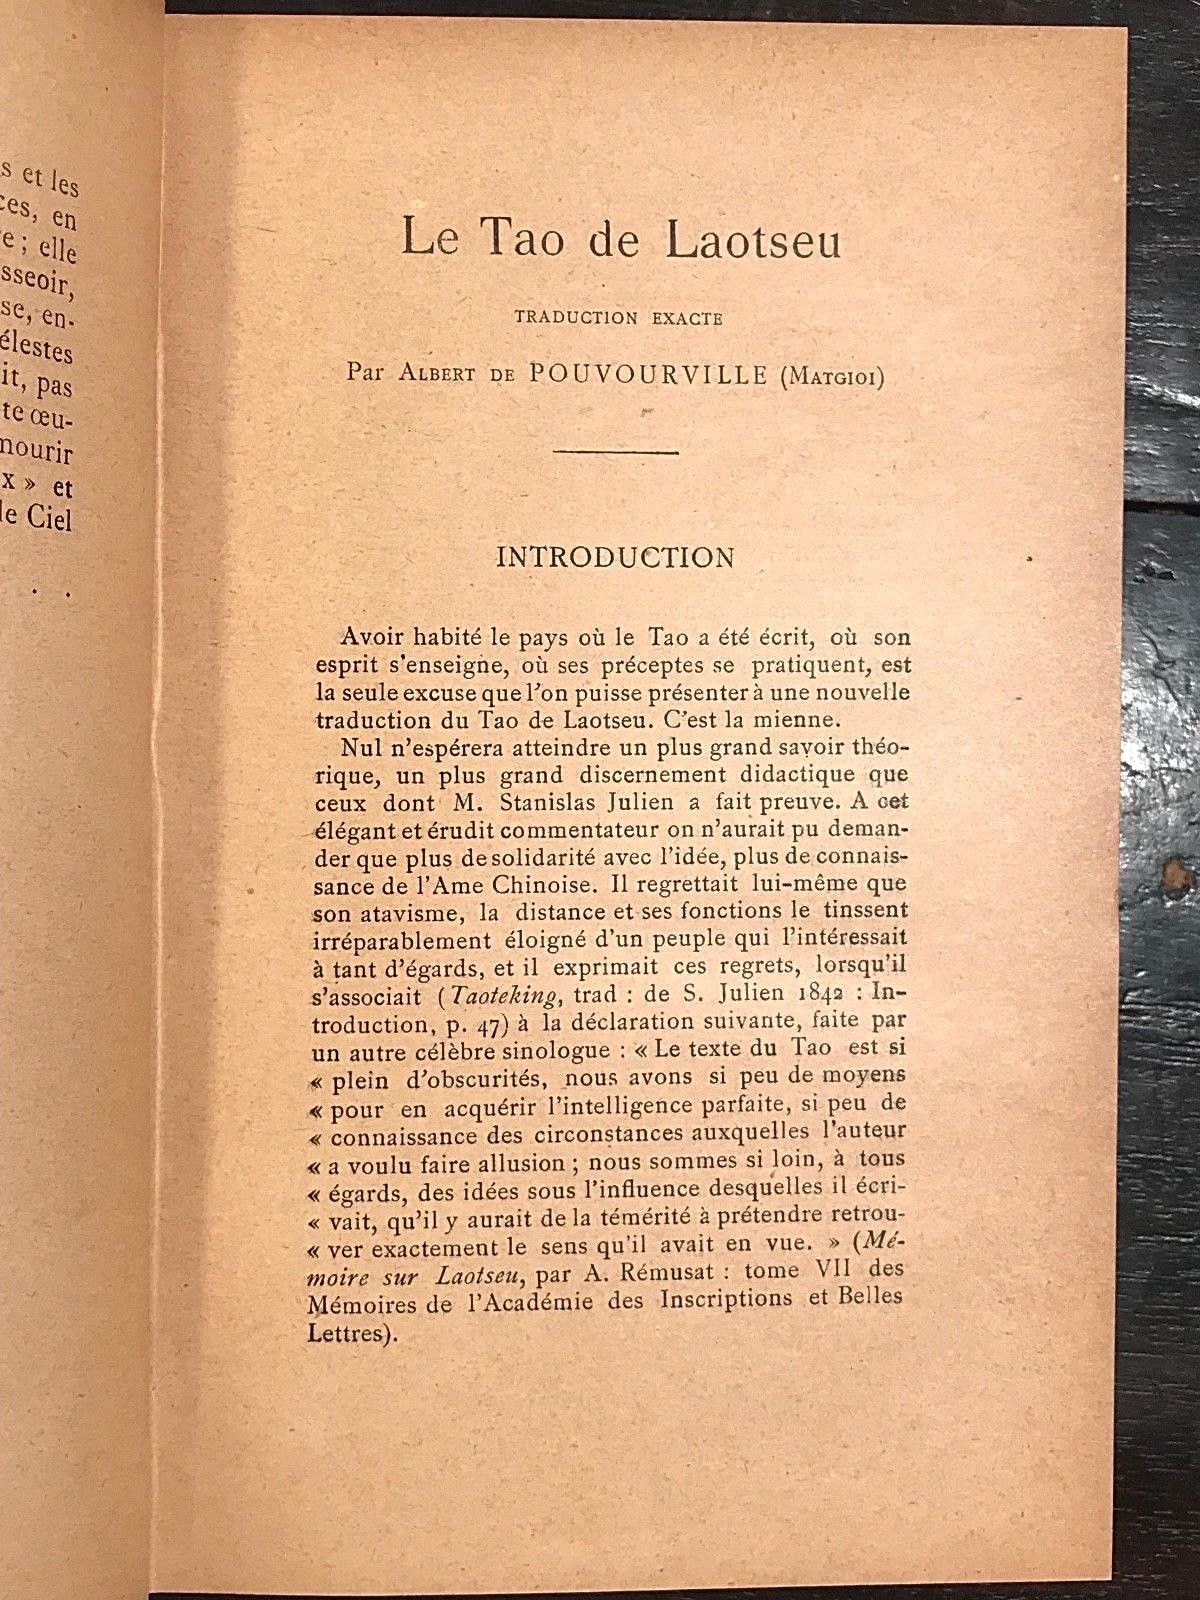 s et les
ces, en
e ; elle
sseoir,
se, en-
élestes
it, pas
te œu-
mourir
x » et
le Ciel
. .
Le Tao de Laotseu
TRADUCTION EXACTE
Par ALBERT DE POUVOURVILLE (MATGIOI)
INTRODUCTION
Avoir habité le pays où le Tao a été écrit, où son
esprit s'enseigne, où ses préceptes se pratiquent, est
la seule excuse que l'on puisse présenter à une nouvelle
traduction du Tao de Laotseu. C'est la mienne.
Nul n'espérera atteindre un plus grand savoir théo-
rique, un plus grand discernement didactique que
ceux dont M. Stanislas Julien a fait preuve. A cet
élégant et érudit commentateur on n'aurait pu deman-
der que plus de solidarité avec l'idée, plus de connais-
sance de l'Ame Chinoise. Il regrettait lui-même que
son atavisme, la distance et ses fonctions le tinssent
irréparablement éloigné d'un peuple qui l'intéressait
à tant d'égards, et il exprimait ces regrets, lorsqu'il
s'associait (Taoteking, trad : de S. Julien 1842 : In-
troduction, p. 47) à la déclaration suivante, faite par
un autre célèbre sinologue : « Le texte du Tao est si
« plein d'obscurités, nous avons si peu de moyens
« pour en acquérir l'intelligence parfaite, si peu de
« connaissance des circonstances auxquelles l'auteur
« a voulu faire allusion ; nous sommes si loin, à tous
« égards, des idées sous l'influence desquelles il écri-
« vait, qu'il y aurait de la témérité à prétendre retrou-
« ver exactement le sens qu'il avait en vue. » (Mé-
moire sur Laotseu, par A. Rémusat : tome VII des
Mémoires de l'Académie des Inscriptions et Belles
Lettres).